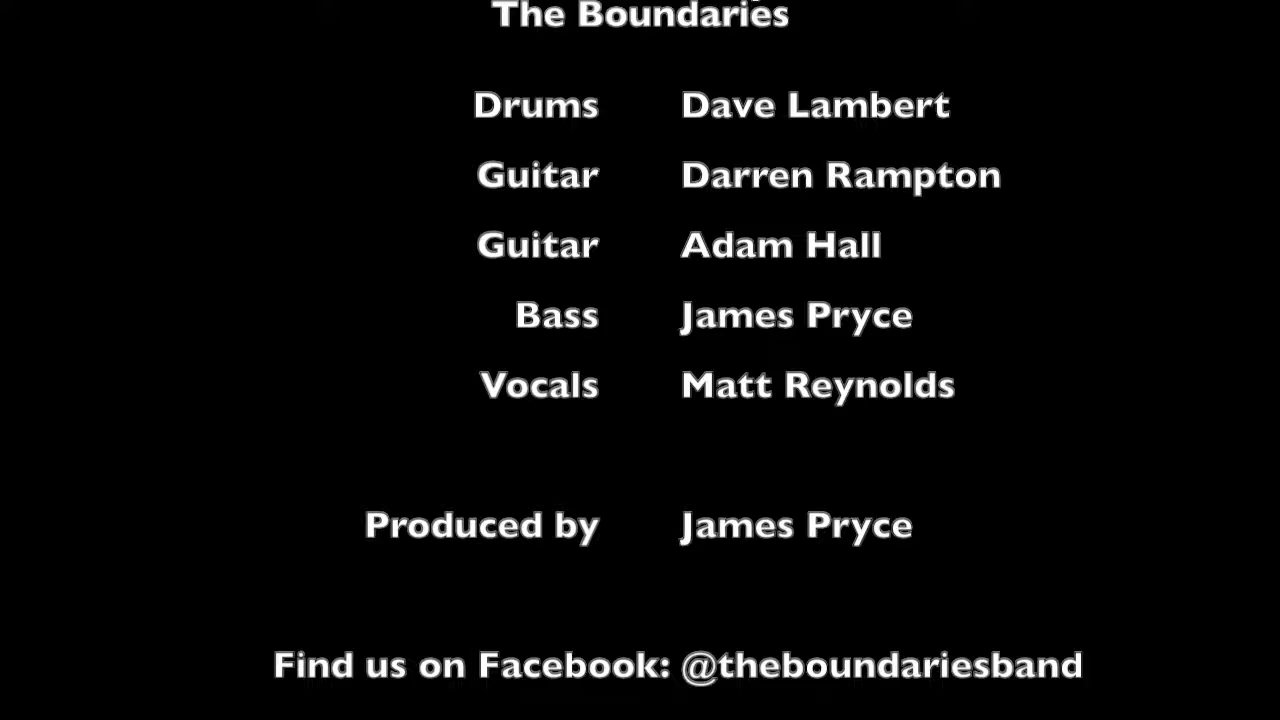 The Boundaries
Drums Dave Lambert
Guitar Darren Rampton
Guitar Adam Hall
Bass James Pryce
Vocals Matt Reynolds
Produced by James Pryce
Find us on Facebook: @theboundariesband